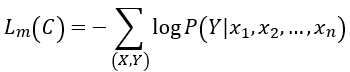 L_m(C) = − ∑_{(X,Y)} log P(Y|x_1, x_2, ..., x_n)